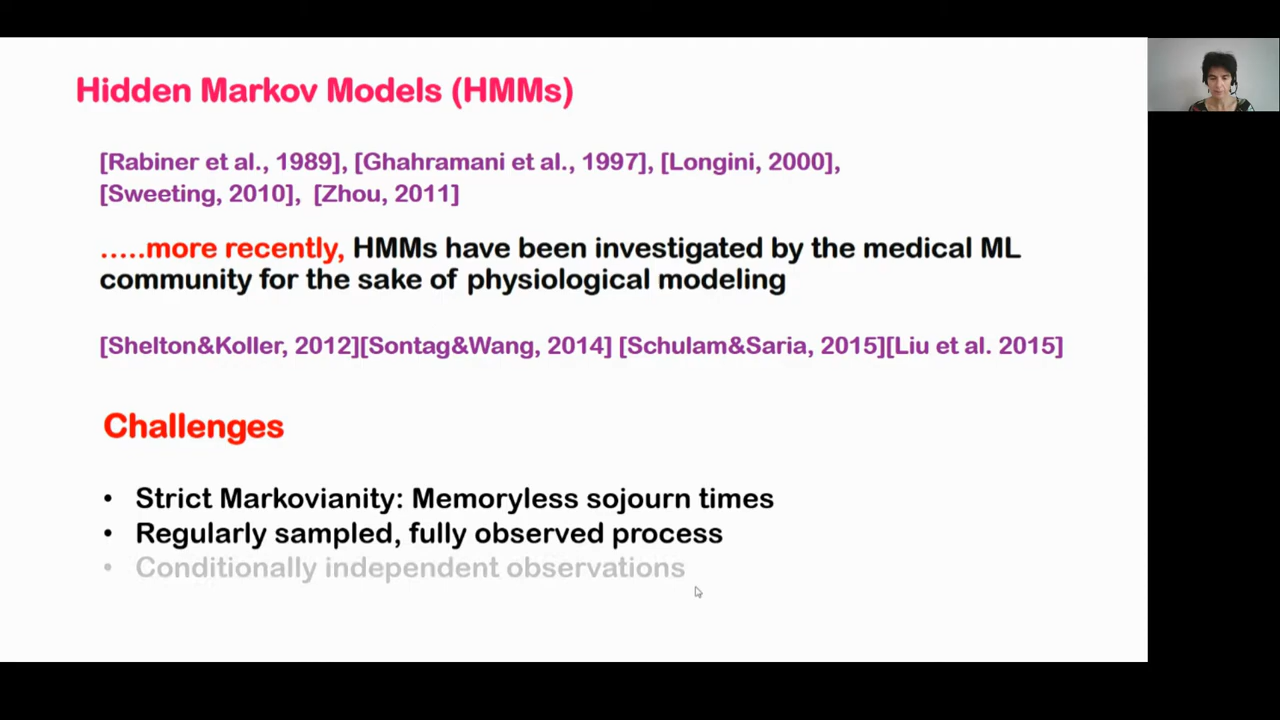 Hidden Markov Models (HMMs)
[Rabiner et al., 1989], [Ghahramani et al., 1997], [Longini, 2000],
[Sweeting, 2010], [Zhou, 2011]
.....more recently, HMMs have been investigated by the medical ML
community for the sake of physiological modeling
[Shelton&Koller, 2012][Sontag&Wang, 2014] [Schulam&Saria, 2015][Liu et al. 2015]
Challenges
• Strict Markovianity: Memoryless sojourn times
• Regularly sampled, fully observed process
• Conditionally independent observations